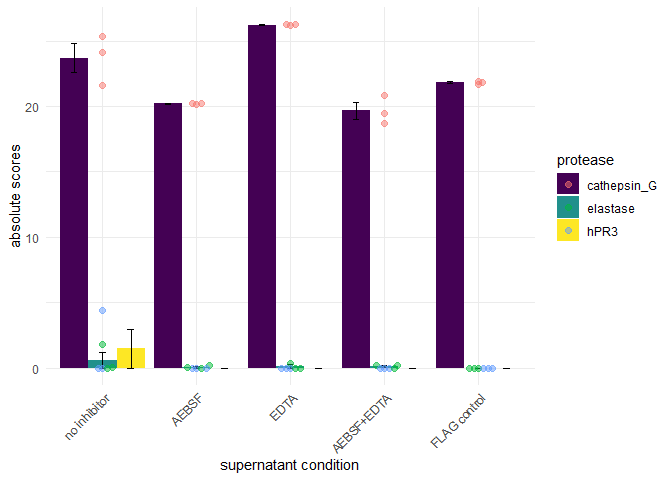 absolute scores
20
10
0
no inhibitor
AEBSF
EDTA
AEBSF+EDTA
FLAG control
supernatant condition
protease
cathepsin_G
elastase
hPR3